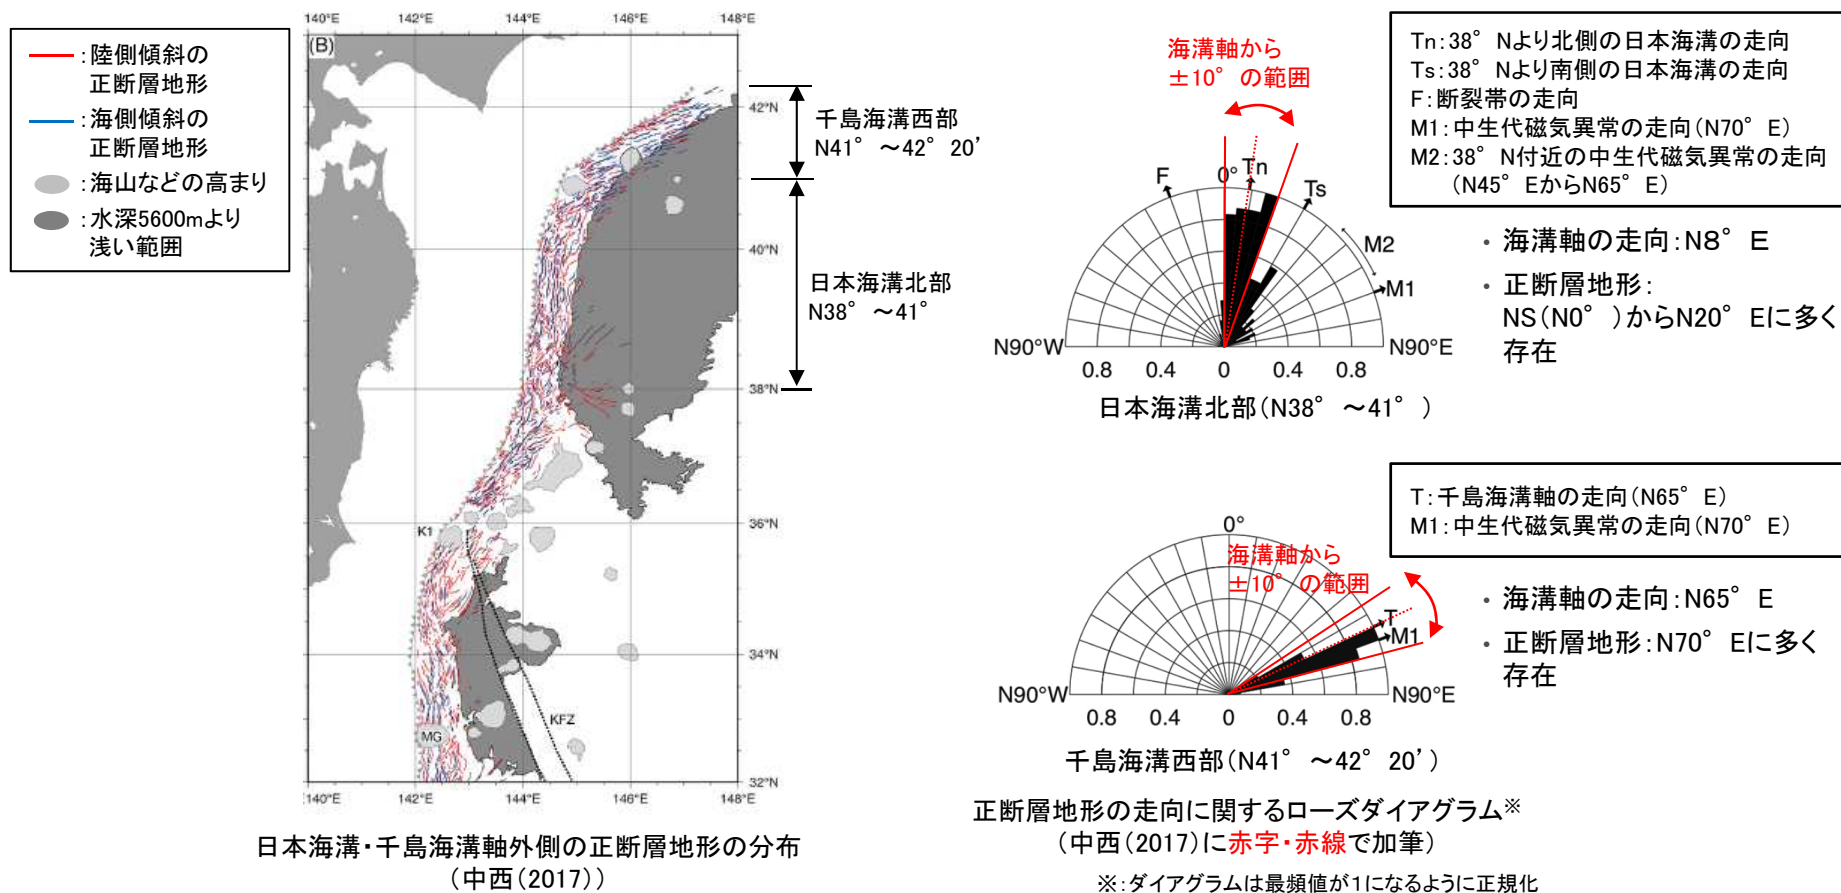 :陸側傾斜の
正断層地形
:海側傾斜の
正断層地形
:海山などの高まり
:水深5600mより
浅い範囲
140°E 142°E 144°E 146°E 148°E
(B)
42°N
40°N
38°N
36°N
34°N
32°N
K1
KFZ
MG
140°E 142°E 144°E 146°E 148°E
千島海溝西部
N41°~42°20'
日本海溝北部
N38°~41°
日本海溝・千島海溝軸外側の正断層地形の分布
(中西(2017))
海溝軸から
±10°の範囲
F 0° Tn Ts
M2
M1
N90°W N90°E
0.8 0.4 0 0.4 0.8
日本海溝北部(N38°~41°)
Tn:38°Nより北側の日本海溝の走向
Ts:38°Nより南側の日本海溝の走向
F:断裂帯の走向
M1:中生代磁気異常の走向(N70°E)
M2:38°N付近の中生代磁気異常の走向
(N45°EからN65°E)
・海溝軸の走向:N8°E
・正断層地形:
NS(N0°)からN20°Eに多く
存在
0°
海溝軸から
±10°の範囲
T
M1
N90°W N90°E
0.8 0.4 0 0.4 0.8
千島海溝西部(N41°~42°20')
T:千島海溝軸の走向(N65°E)
M1:中生代磁気異常の走向(N70°E)
・海溝軸の走向:N65°E
・正断層地形:N70°Eに多く
存在
正断層地形の走向に関するローズダイアグラム※
(中西(2017)に赤字・赤線で加筆)
※:ダイアグラムは最頻値が1になるように正規化